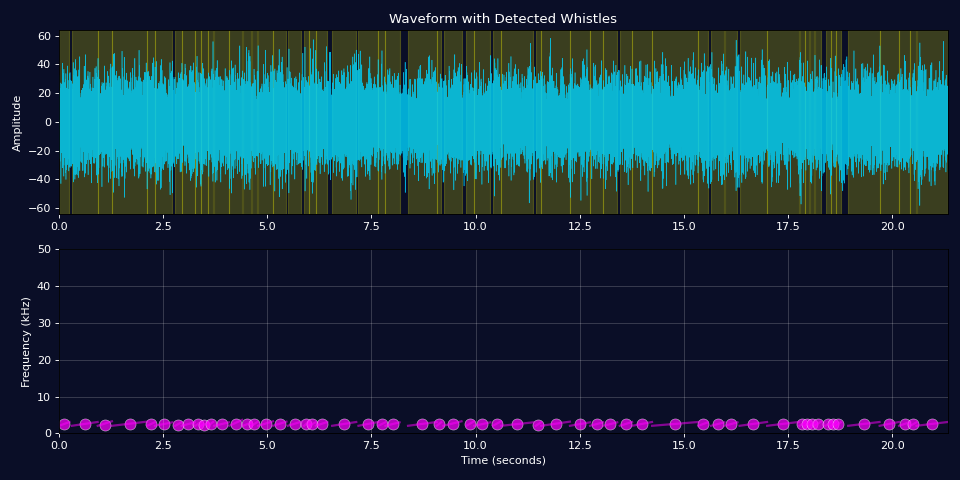 Waveform with Detected Whistles
Amplitude
60
40
20
0
−20
−40
−60
0.0 2.5 5.0 7.5 10.0 12.5 15.0 17.5 20.0
Frequency (kHz)
50
40
30
20
10
0
0.0 2.5 5.0 7.5 10.0 12.5 15.0 17.5 20.0
Time (seconds)